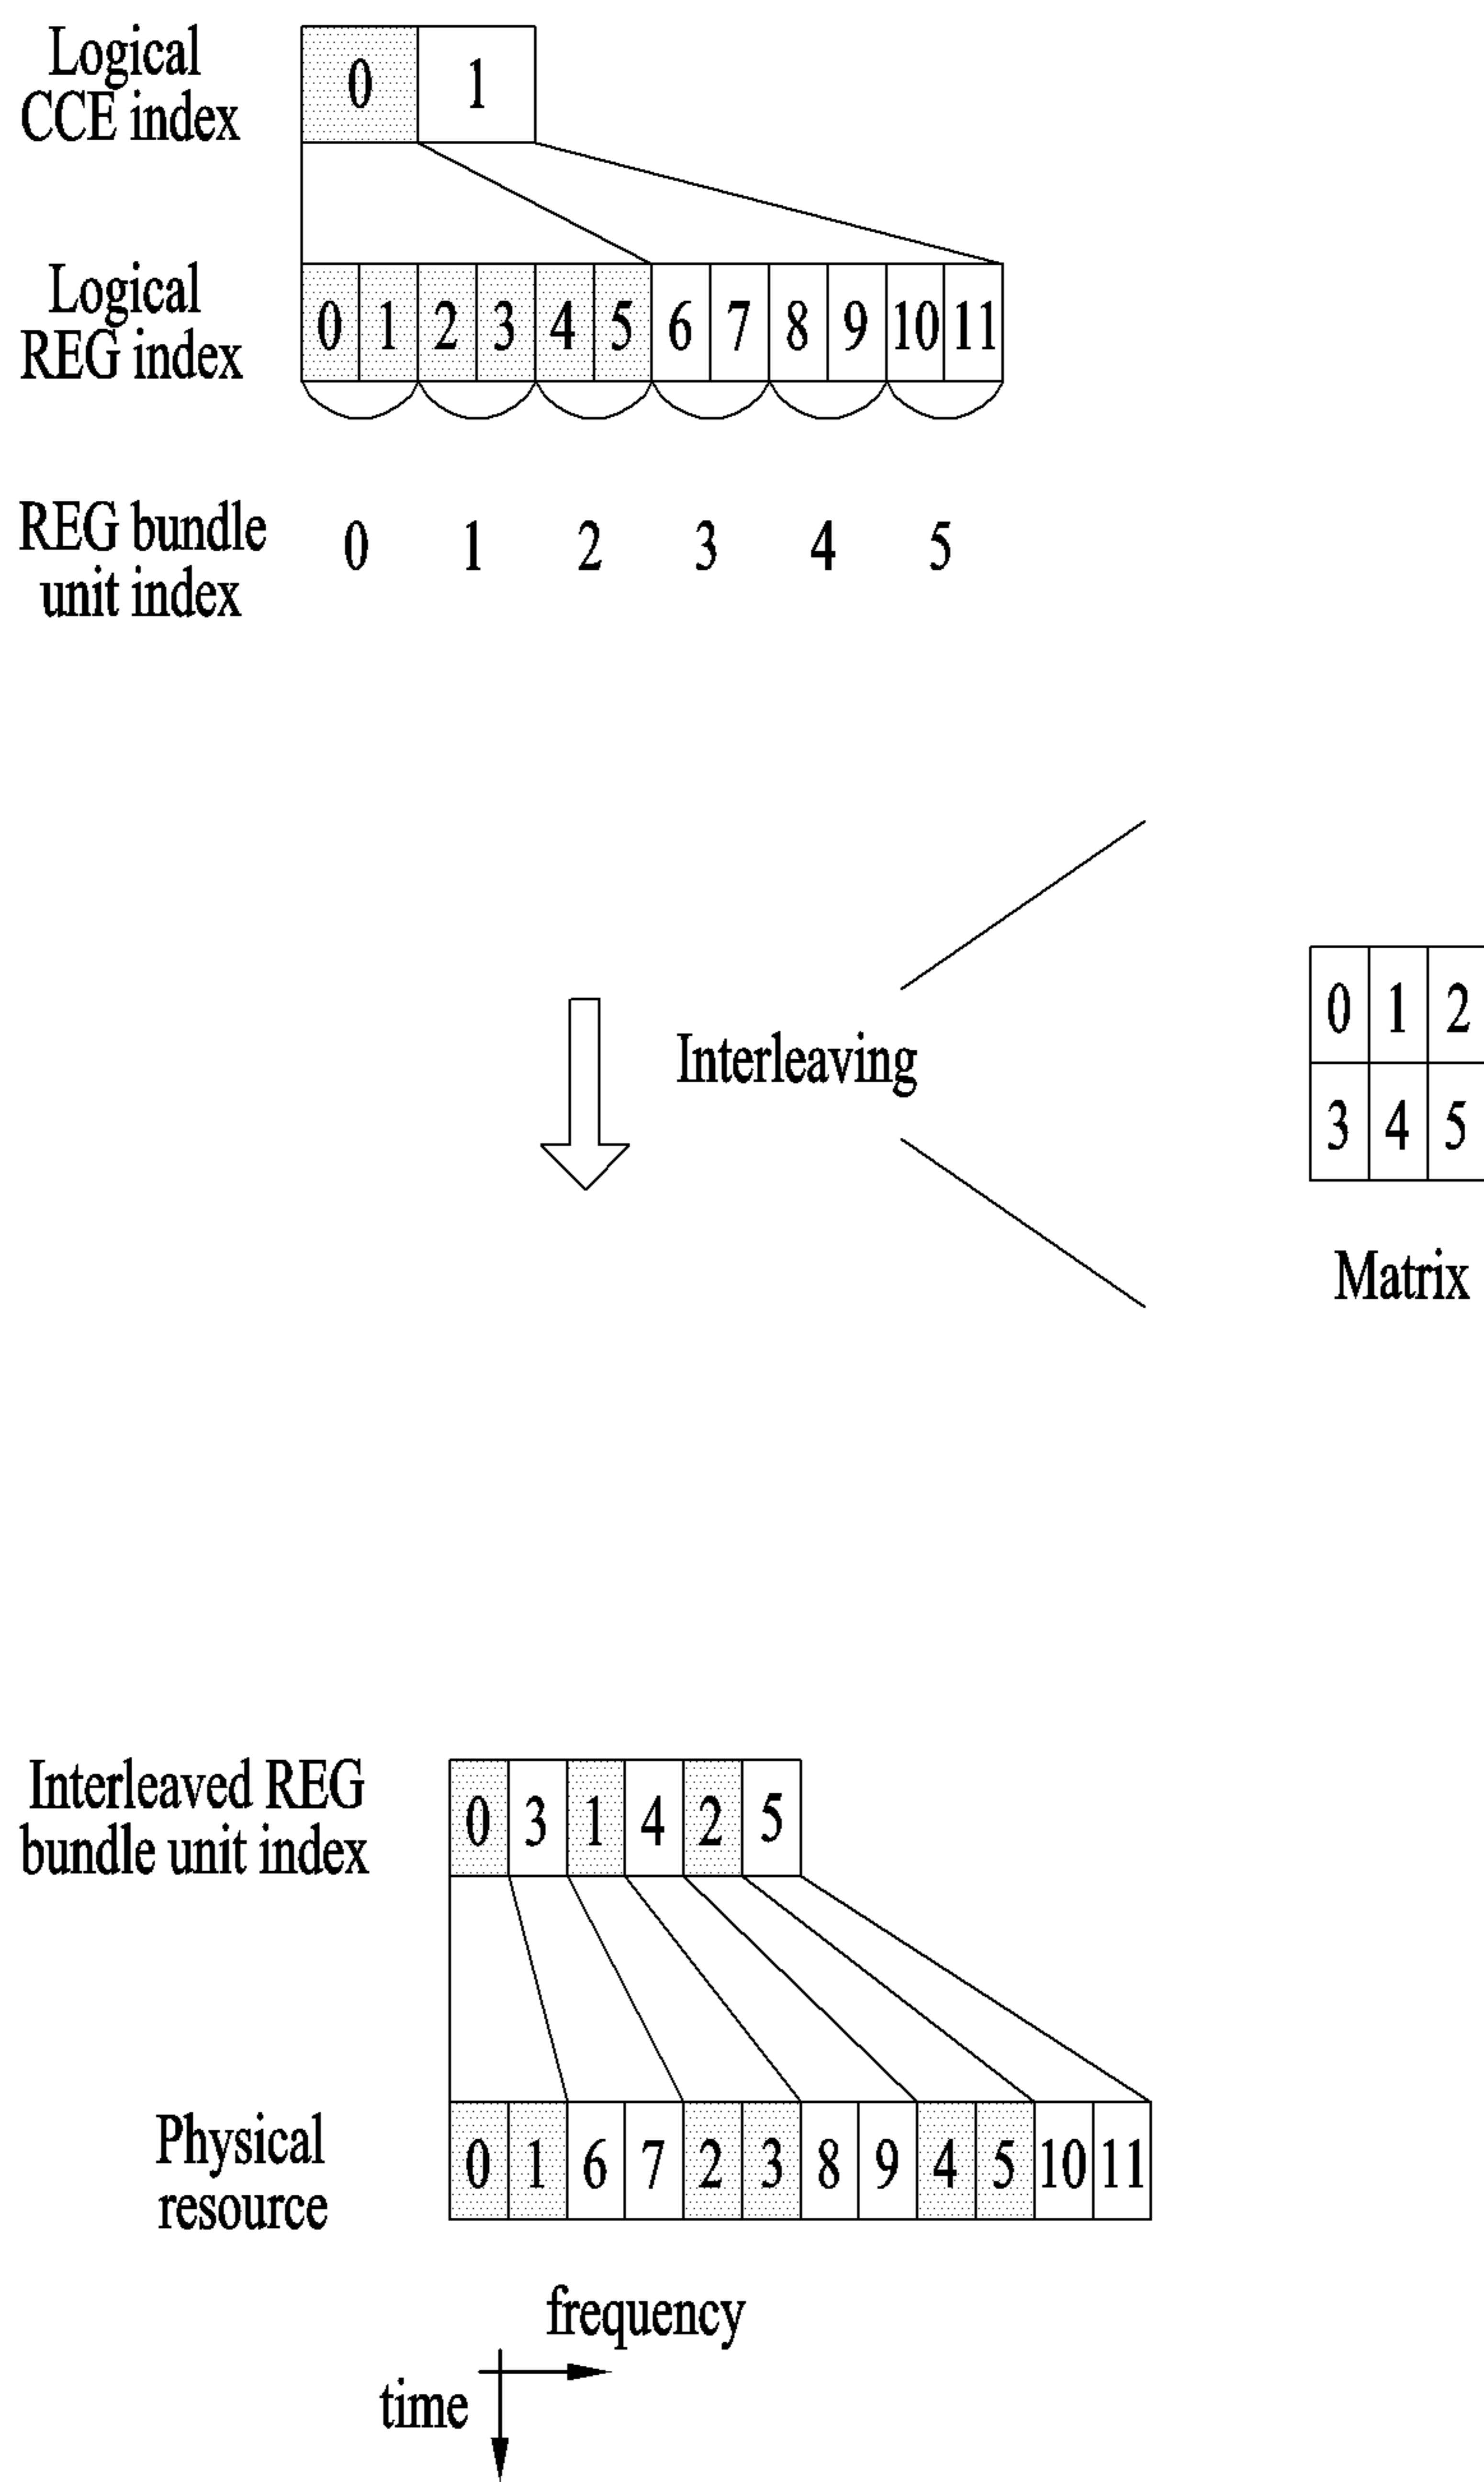 Logical
CCE index
0 1
Logical
REG index
0 1 2 3 4 5 6 7 8 9 10 11
REG bundle
unit index
0 1 2 3 4 5
Interleaving
0 1 2
3 4 5
Matrix
Interleaved REG
bundle unit index
0 3 1 4 2 5
Physical
resource
0 1 6 7 2 3 8 9 4 5 10 11
frequency
time